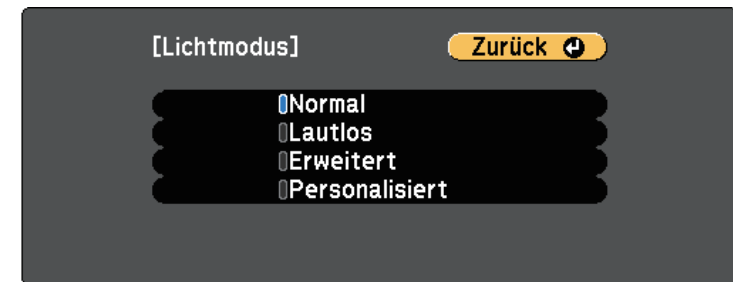 [Lichtmodus] Zurück
Normal
Lautlos
Erweitert
Personalisiert